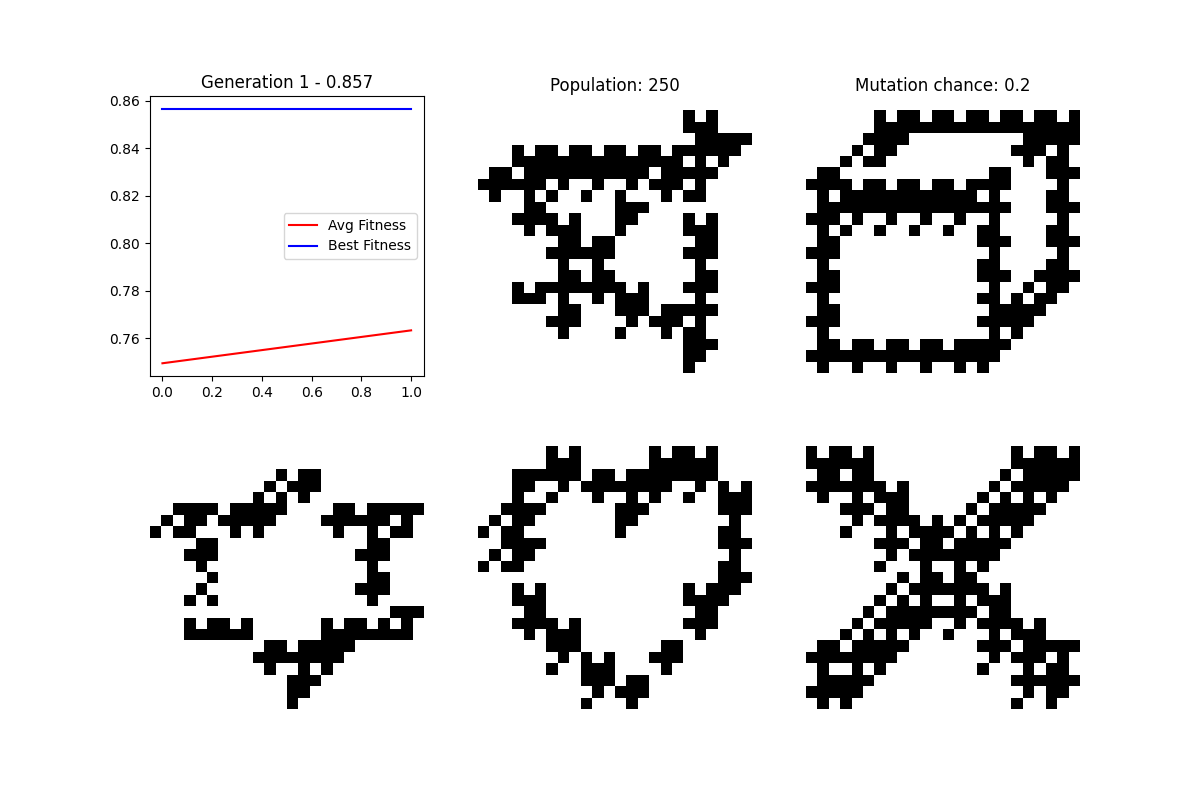 Generation 1 - 0.857
Population: 250
Mutation chance: 0.2
0.86
0.84
0.82
0.80
0.78
0.76
Avg Fitness
Best Fitness
0.0 0.2 0.4 0.6 0.8 1.0